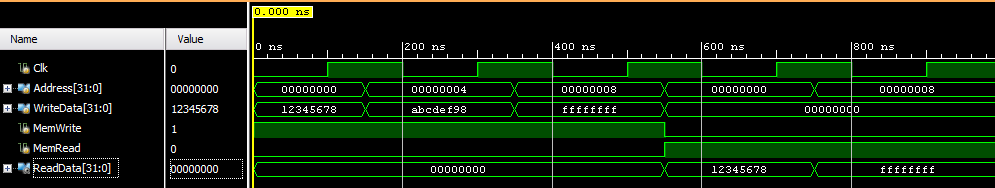 0.000 ns
Name Value 0 ns 200 ns 400 ns 600 ns 800 ns
Clk 0
Address[31:0] 00000000 00000000 00000004 00000008 00000000 00000008
WriteData[31:0] 12345678 12345678 abcdef98 ffffffff 00000000
MemWrite 1
MemRead 0
ReadData[31:0] 00000000 00000000 12345678 ffffffff